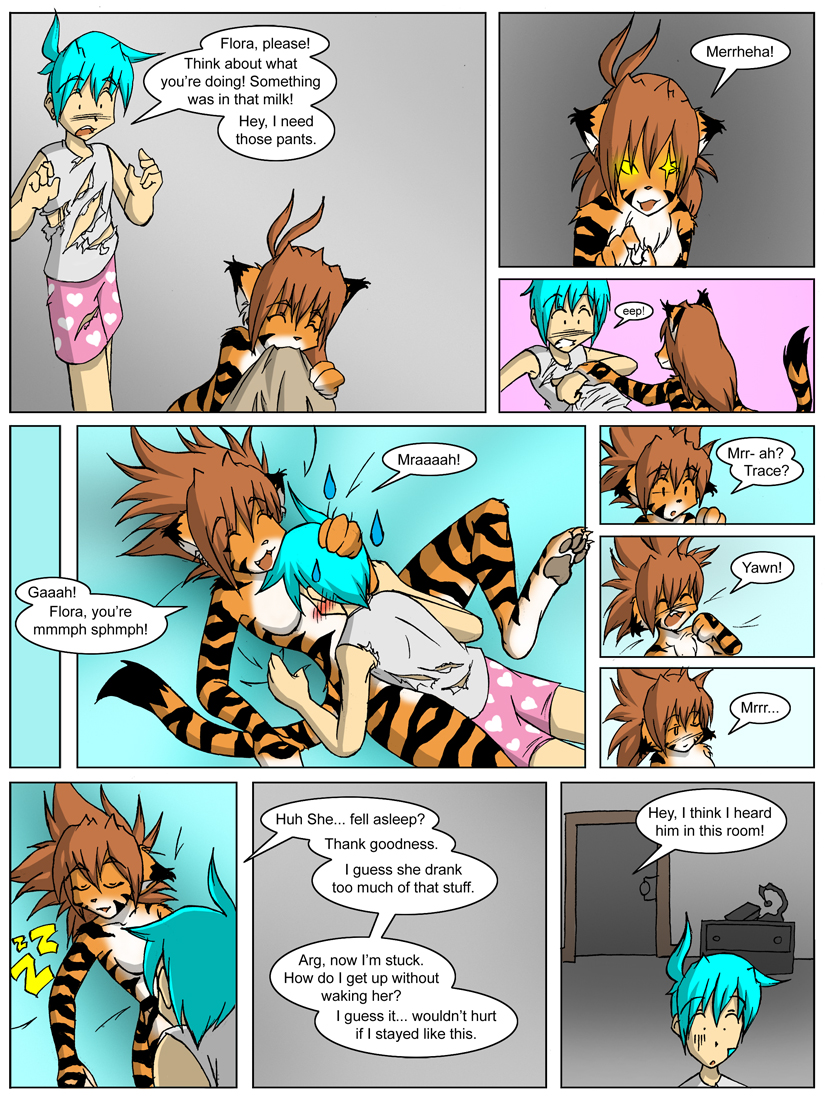 Flora, please!
Think about what
you're doing! Something
was in that milk!
Hey, I need
those pants.
Merrheha!
eep!
Gaaah!
Flora, you're
mmmph sphmph!
Mraaaah!
Mrr- ah?
Trace?
Yawn!
Mrrr...
z z
Z Z
Huh She... fell asleep?
Thank goodness.
I guess she drank
too much of that stuff.
Arg, now I'm stuck.
How do I get up without
waking her?
I guess it... wouldn't hurt
if I stayed like this.
Hey, I think I heard
him in this room!